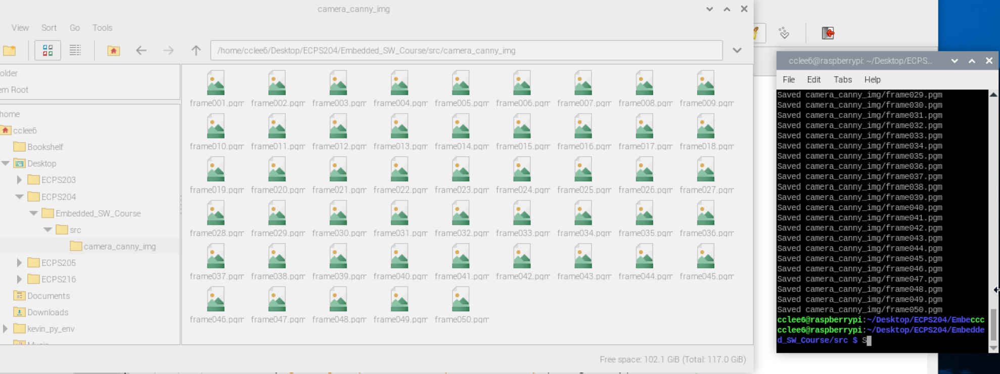 camera_canny_img
View Sort Go Tools
/home/cclee6/Desktop/ECPS204/Embedded_SW_Course/src/camera_canny_img
older
em Root
home
cclee6
Bookshelf
Desktop
ECPS203
ECPS204
Embedded_SW_Course
src
camera_canny_img
ECPS205
ECPS216
Documents
Downloads
kevin_py_env
Music
frame001.pgm frame002.pgm frame003.pgm frame004.pgm frame005.pgm frame006.pgm frame007.pgm frame008.pgm frame009.pgm
frame010.pgm frame011.pgm frame012.pgm frame013.pgm frame014.pgm frame015.pgm frame016.pgm frame017.pgm frame018.pgm
frame019.pgm frame020.pgm frame021.pgm frame022.pgm frame023.pgm frame024.pgm frame025.pgm frame026.pgm frame027.pgm
frame028.pgm frame029.pgm frame030.pgm frame031.pgm frame032.pgm frame033.pgm frame034.pgm frame035.pgm frame036.pgm
frame037.pgm frame038.pgm frame039.pgm frame040.pgm frame041.pgm frame042.pgm frame043.pgm frame044.pgm frame045.pgm
frame046.pgm frame047.pgm frame048.pgm frame049.pgm frame050.pgm
Free space: 102.1 GiB (Total: 117.0 GiB)
cclee6@raspberrypi: ~/Desktop/ECPS...
File Edit Tabs Help
Saved camera_canny_img/frame029.pgm
Saved camera_canny_img/frame030.pgm
Saved camera_canny_img/frame031.pgm
Saved camera_canny_img/frame032.pgm
Saved camera_canny_img/frame033.pgm
Saved camera_canny_img/frame034.pgm
Saved camera_canny_img/frame035.pgm
Saved camera_canny_img/frame036.pgm
Saved camera_canny_img/frame037.pgm
Saved camera_canny_img/frame038.pgm
Saved camera_canny_img/frame039.pgm
Saved camera_canny_img/frame040.pgm
Saved camera_canny_img/frame041.pgm
Saved camera_canny_img/frame042.pgm
Saved camera_canny_img/frame043.pgm
Saved camera_canny_img/frame044.pgm
Saved camera_canny_img/frame045.pgm
Saved camera_canny_img/frame046.pgm
Saved camera_canny_img/frame047.pgm
Saved camera_canny_img/frame048.pgm
Saved camera_canny_img/frame049.pgm
Saved camera_canny_img/frame050.pgm
cclee6@raspberrypi:~/Desktop/ECPS204/Embeccc
cclee6@raspberrypi:~/Desktop/ECPS204/Embedde
d_SW_Course/src $ S